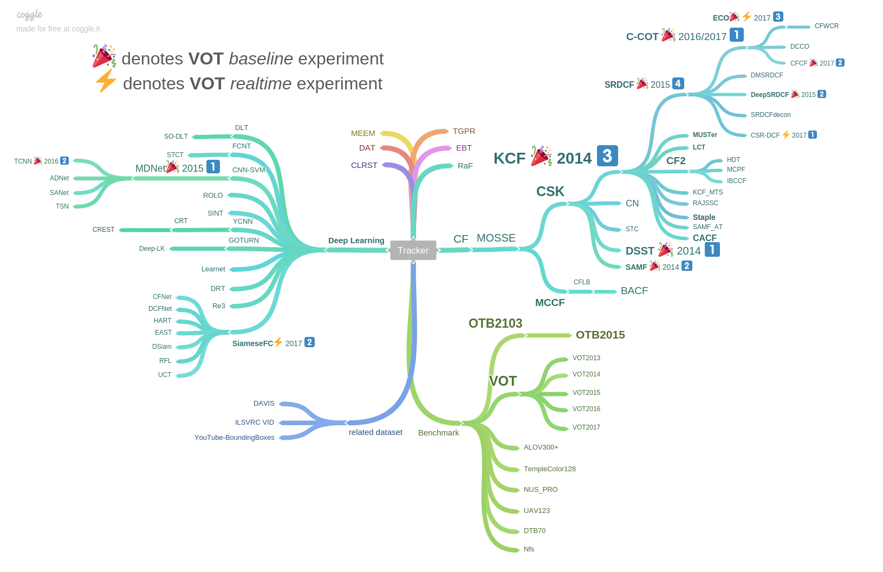 coggle
made for free at coggle.it
denotes VOT baseline experiment
denotes VOT realtime experiment
ECO 2017 3
CFWCR
C-COT 2016/2017 1
DCCO
CFCF 2017 2
SRDCF 2015 4
DMSRDCF
DeepSRDCF 2015 2
SRDCFdecon
CSR-DCF 2017 1
MUSTer
LCT
KCF 2014 3
CF2
HDT
MCPF
IBCCF
KCF_MTS
RAJSSC
Staple
SAMF_AT
CACF
CSK
CN
STC
DSST 2014 1
SAMF 2014 2
CF
MOSSE
MCCF
CFLB
BACF
MEEM
DAT
CLRST
TGPR
EBT
RaF
Tracker
Deep Learning
DLT
SO-DLT
FCNT
STCT
CNN-SVM
MDNet 2015 1
TCNN 2016 2
ADNet
SANet
TSN
ROLO
SINT
YCNN
CRT
CREST
GOTURN
Deep-LK
Learnet
DRT
Re3
SiameseFC 2017 2
CFNet
DCFNet
HART
EAST
DSiam
RFL
UCT
related dataset
DAVIS
ILSVRC VID
YouTube-BoundingBoxes
Benchmark
OTB2103
OTB2015
VOT
VOT2013
VOT2014
VOT2015
VOT2016
VOT2017
ALOV300+
TempleColor128
NUS_PRO
UAV123
DTB70
Nfs